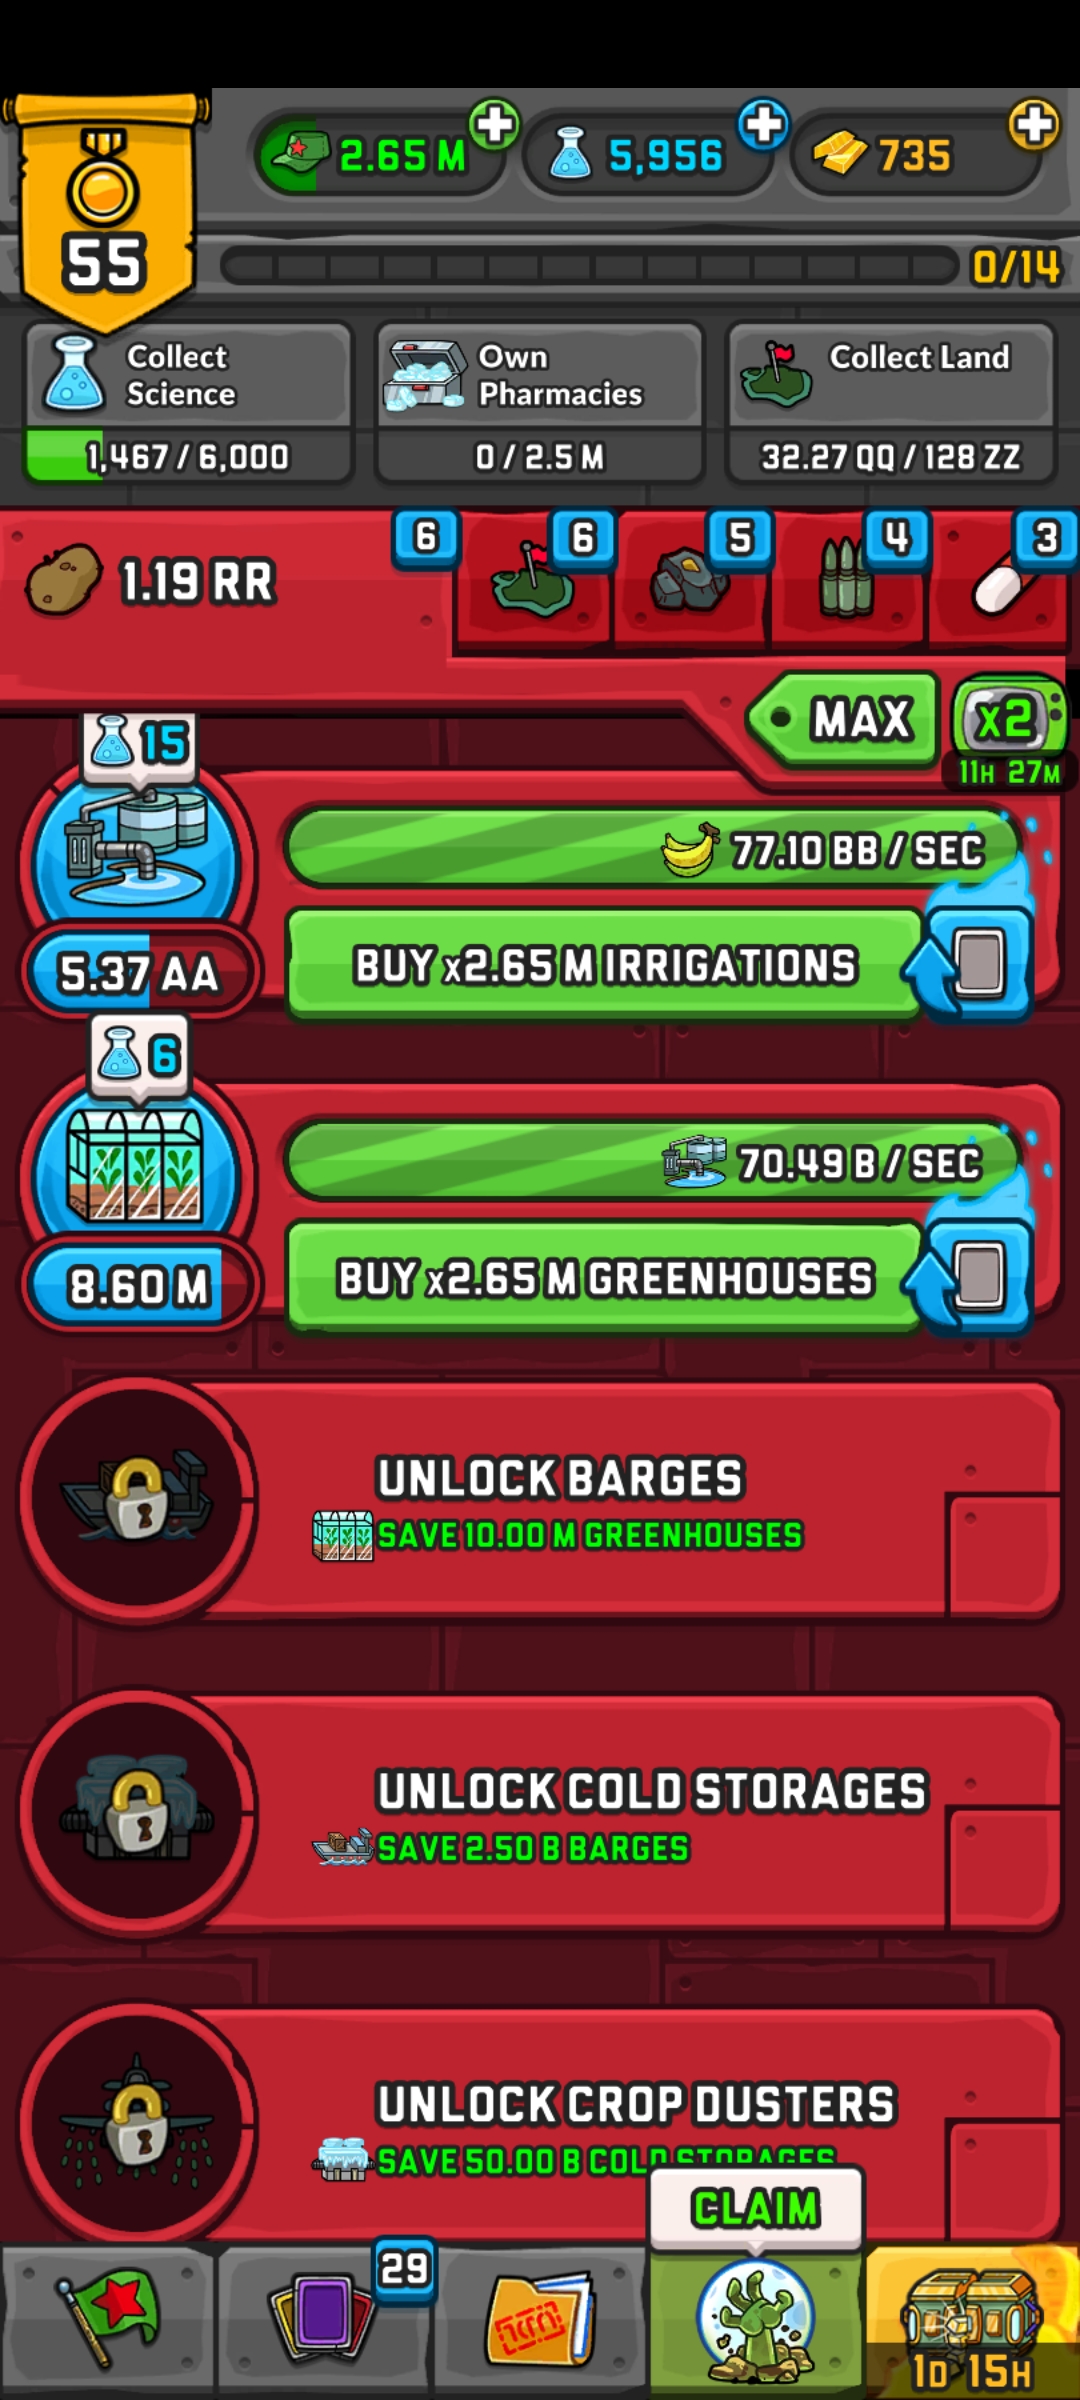 2.65 M
5,956
735
55
0/14
Collect
Science
1,467 / 6,000
Own
Pharmacies
0 / 2.5 M
Collect Land
32.27 QQ / 128 ZZ
1.19 RR
6
6
5
4
3
MAX
x2
11H 27M
15
77.10 BB / SEC
5.37 AA
BUY x2.65 M IRRIGATIONS
6
70.49 B / SEC
8.60 M
BUY x2.65 M GREENHOUSES
UNLOCK BARGES
SAVE 10.00 M GREENHOUSES
UNLOCK COLD STORAGES
SAVE 2.50 B BARGES
UNLOCK CROP DUSTERS
SAVE 50.00 B COLD STORAGES
CLAIM
29
1D 15H